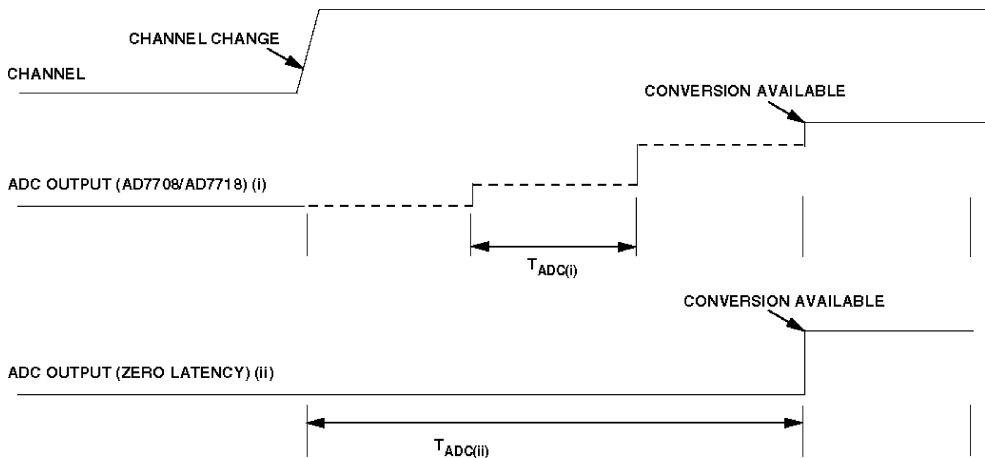 CHANNEL CHANGE
CHANNEL
CONVERSION AVAILABLE
ADC OUTPUT (AD7708/AD7718) (i)
TADC(i)
CONVERSION AVAILABLE
ADC OUTPUT (ZERO LATENCY) (ii)
TADC(ii)